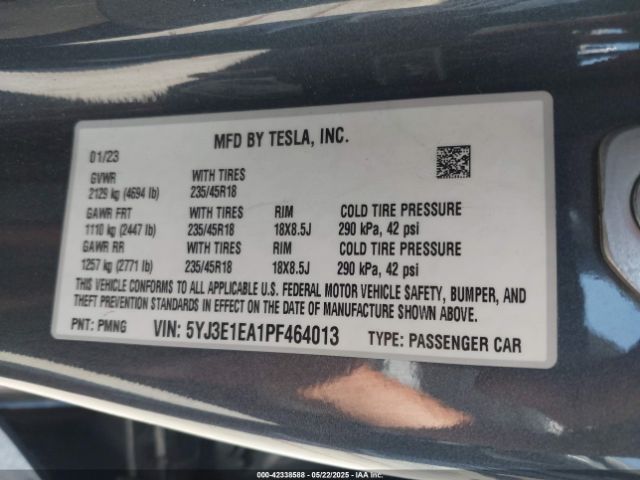 MFD BY TESLA, INC.
01/23
GVWR WITH TIRES
2129 kg (4694 lb) 235/45R18
GAWR FRT WITH TIRES RIM COLD TIRE PRESSURE
1110 kg (2447 lb) 235/45R18 18X8.5J 290 kPa, 42 psi
GAWR RR WITH TIRES RIM COLD TIRE PRESSURE
1257 kg (2771 lb) 235/45R18 18X8.5J 290 kPa, 42 psi
THIS VEHICLE CONFORMS TO ALL APPLICABLE U.S. FEDERAL MOTOR VEHICLE SAFETY, BUMPER, AND
THEFT PREVENTION STANDARDS IN EFFECT ON THE DATE OF MANUFACTURE SHOWN ABOVE.
PNT: PMNG VIN: 5YJ3E1EA1PF464013 TYPE: PASSENGER CAR
000-42338588 - 05/22/2025 - IAA Inc.